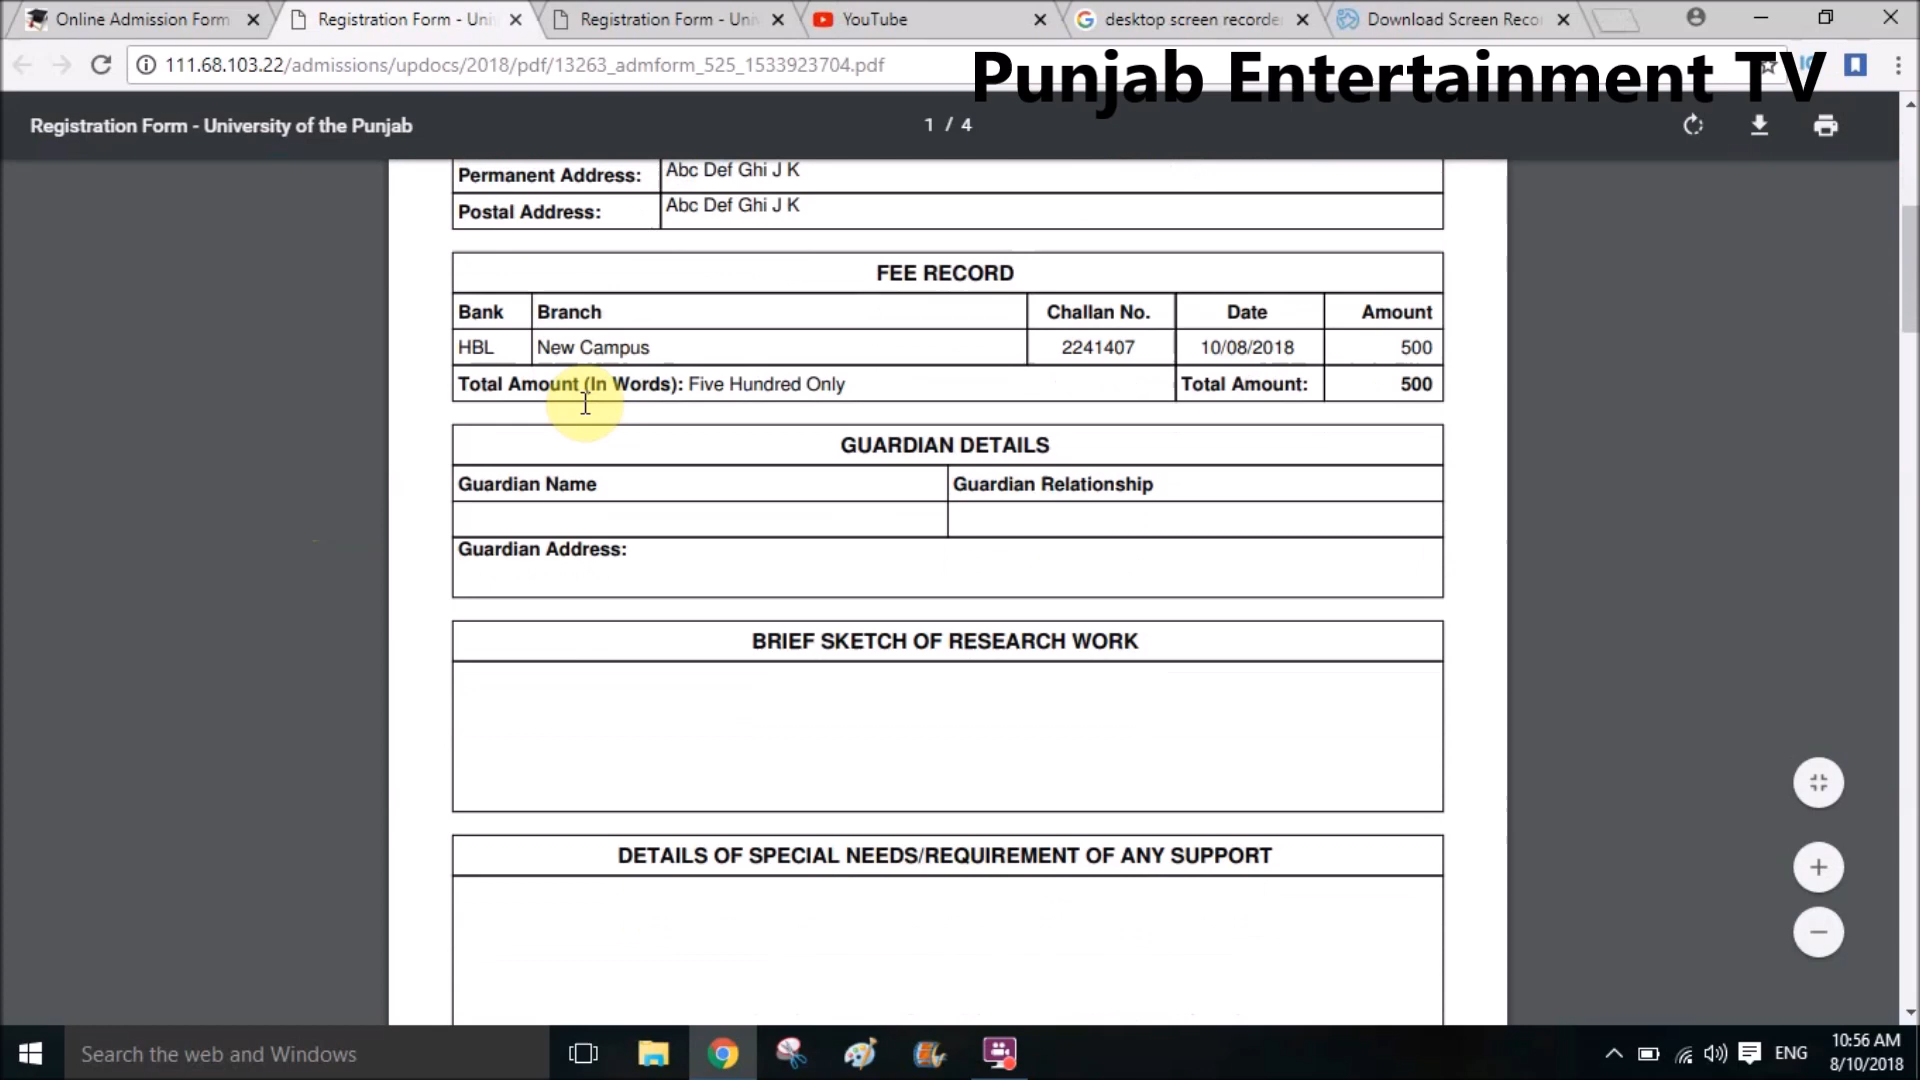 Online Admission Form
Registration Form - Uni
Registration Form - Uni
YouTube
desktop screen recorde
Download Screen Reco
111.68.103.22/admissions/updocs/2018/pdf/13263_admform_525_1533923704.pdf
Punjab Entertainment TV
Registration Form - University of the Punjab
1 / 4
Permanent Address: Abc Def Ghi J K
Postal Address: Abc Def Ghi J K
FEE RECORD
Bank Branch Challan No. Date Amount
HBL New Campus 2241407 10/08/2018 500
Total Amount (In Words): Five Hundred Only Total Amount: 500
GUARDIAN DETAILS
Guardian Name Guardian Relationship
Guardian Address:
BRIEF SKETCH OF RESEARCH WORK
DETAILS OF SPECIAL NEEDS/REQUIREMENT OF ANY SUPPORT
Search the web and Windows
ENG
10:56 AM
8/10/2018